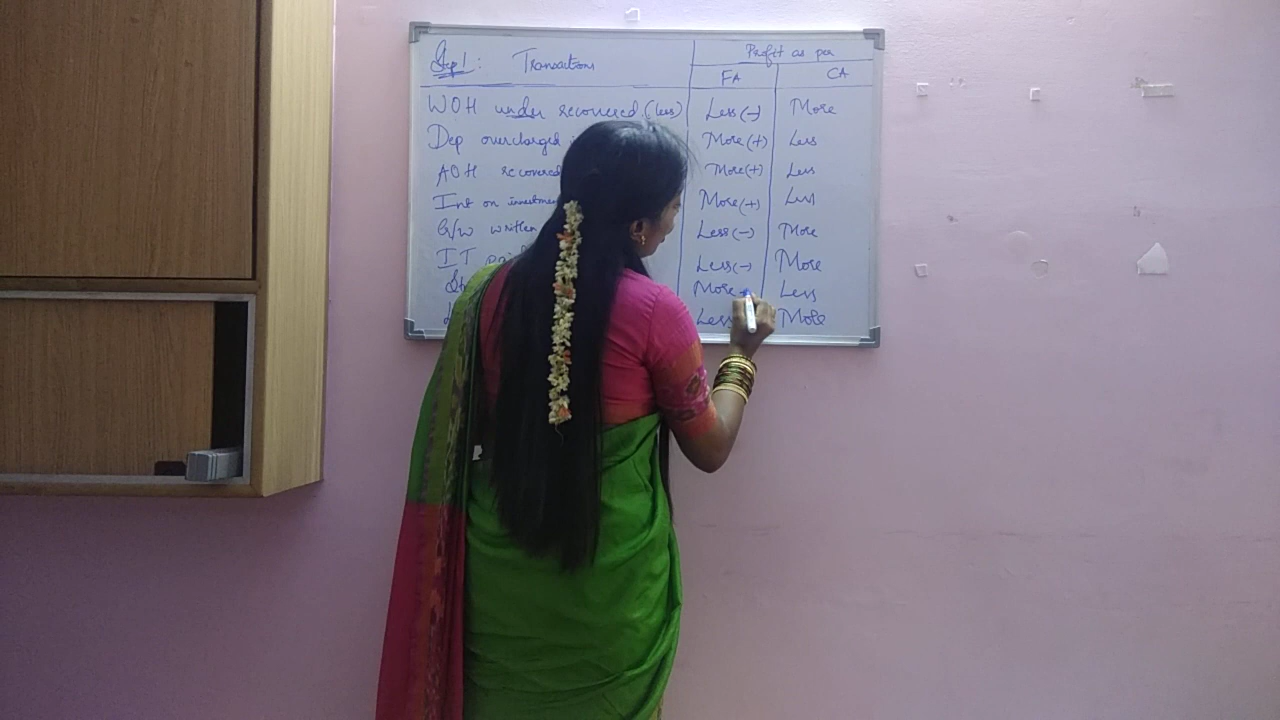 Step 1: Transactions Profit as per
FA CA
WOH under recovered (less) Less (-) More
Dep overcharged More (+) Less
AOH recovered More (+) Less
Int on investmen More (+) Less
G/w written Less (-) More
IT Less (-) More
More Less
Less More